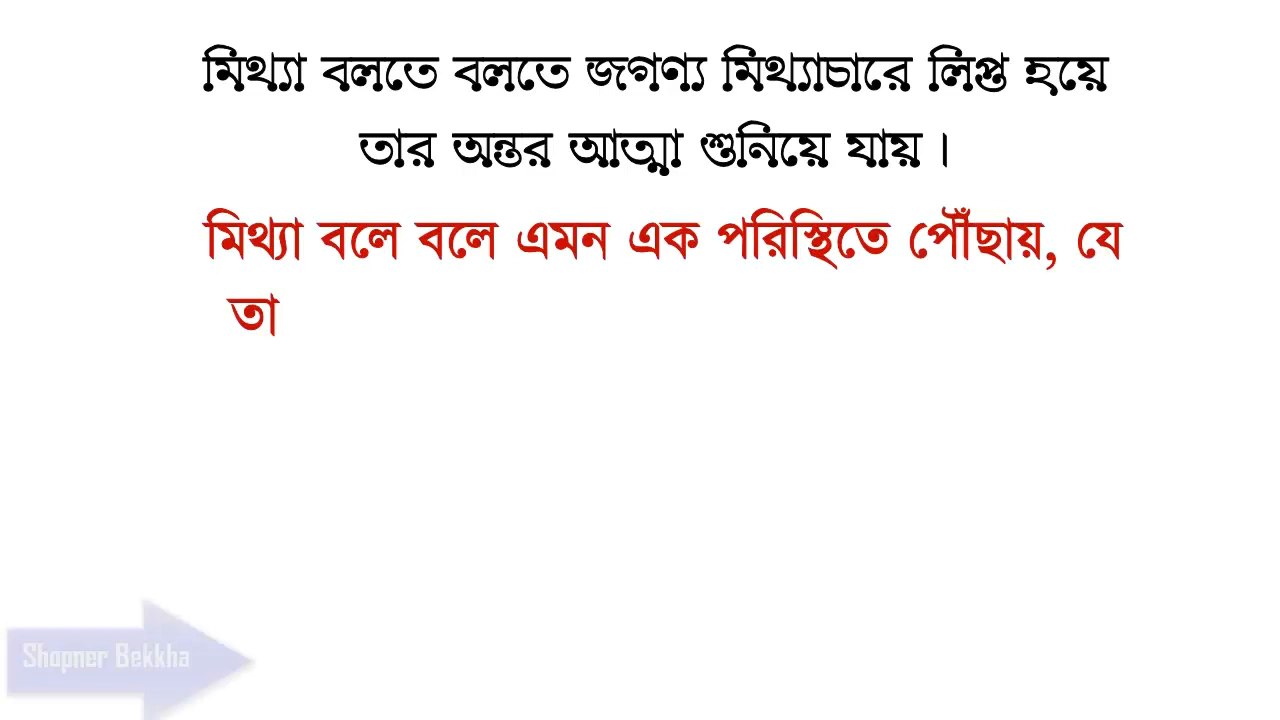 মিথ্যা বলতে বলতে জগণ্য মিথ্যাচারে লিপ্ত হয়ে
তার অন্তর আত্মা শুনিয়ে যায়।
মিথ্যা বলে বলে এমন এক পরিস্থিতে পৌঁছায়, যে
তা
Shopner Bekkha